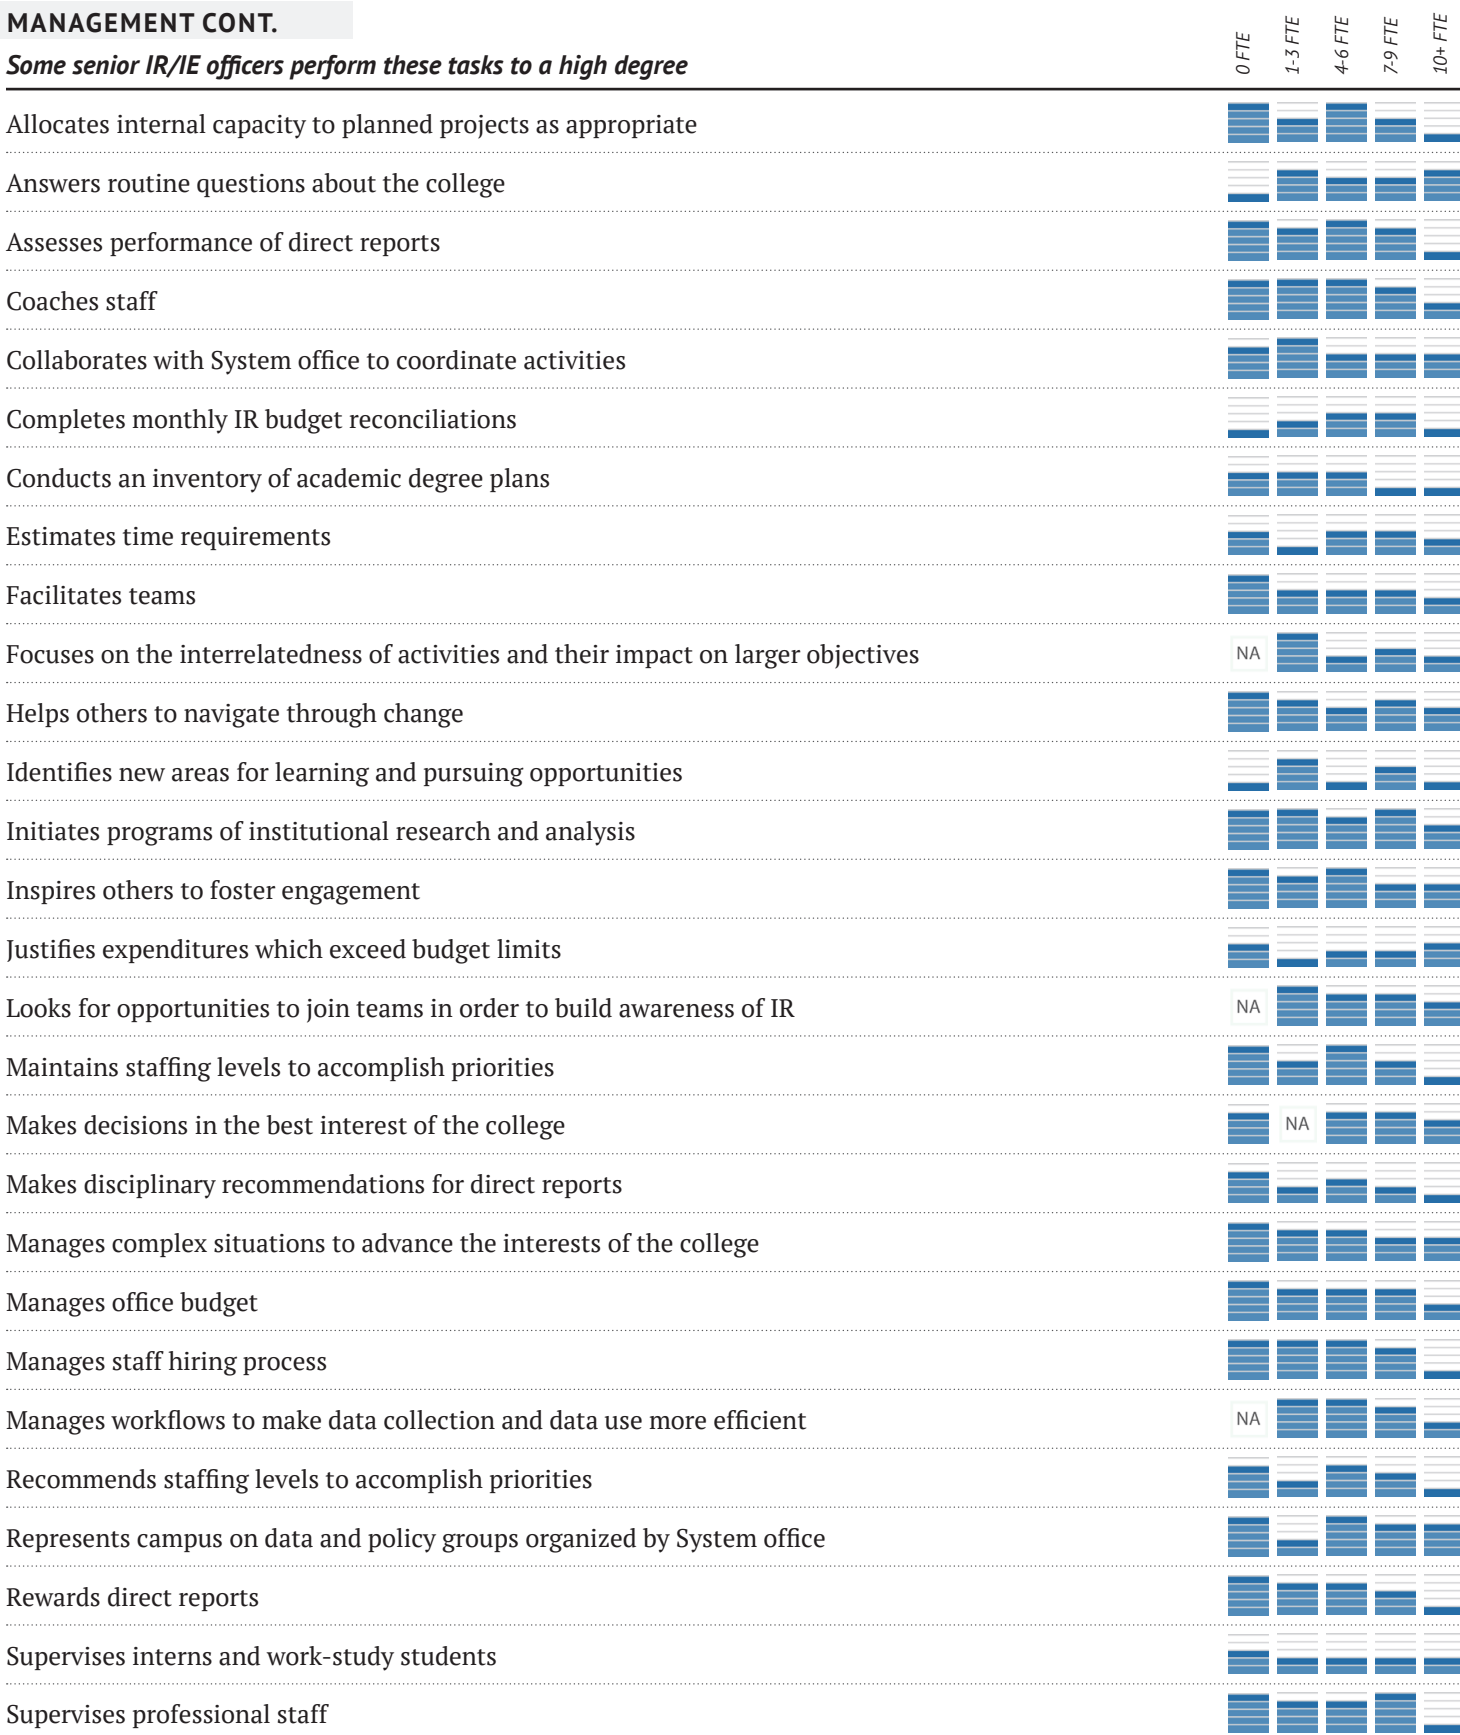 MANAGEMENT CONT.
Some senior IR/IE officers perform these tasks to a high degree
0 FTE
1-3 FTE
4-6 FTE
7-9 FTE
10+ FTE
Allocates internal capacity to planned projects as appropriate
Answers routine questions about the college
Assesses performance of direct reports
Coaches staff
Collaborates with System office to coordinate activities
Completes monthly IR budget reconciliations
Conducts an inventory of academic degree plans
Estimates time requirements
Facilitates teams
Focuses on the interrelatedness of activities and their impact on larger objectives NA
Helps others to navigate through change
Identifies new areas for learning and pursuing opportunities
Initiates programs of institutional research and analysis
Inspires others to foster engagement
Justifies expenditures which exceed budget limits
Looks for opportunities to join teams in order to build awareness of IR NA
Maintains staffing levels to accomplish priorities
Makes decisions in the best interest of the college NA
Makes disciplinary recommendations for direct reports
Manages complex situations to advance the interests of the college
Manages office budget
Manages staff hiring process
Manages workflows to make data collection and data use more efficient NA
Recommends staffing levels to accomplish priorities
Represents campus on data and policy groups organized by System office
Rewards direct reports
Supervises interns and work-study students
Supervises professional staff